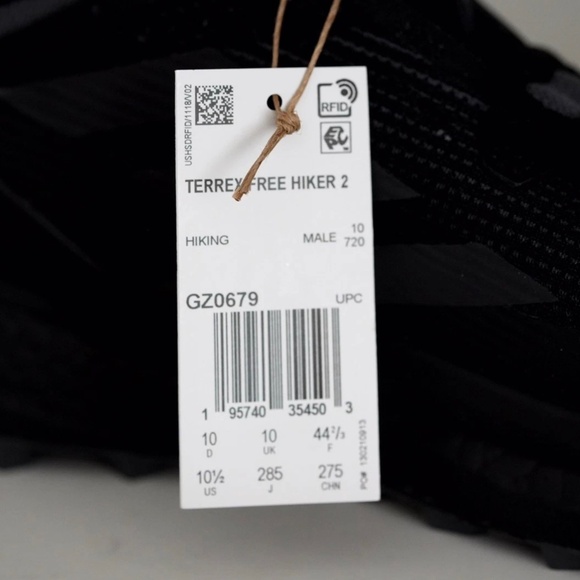 USHSDRFID/1118/V02
RFID
EPC
TERREX FREE HIKER 2
HIKING MALE 10
720
GZ0679 UPC
1 95740 35450 3
10 10 44²/₃
D UK F
10½ 285 275
US J CHN
PO#: 130210913